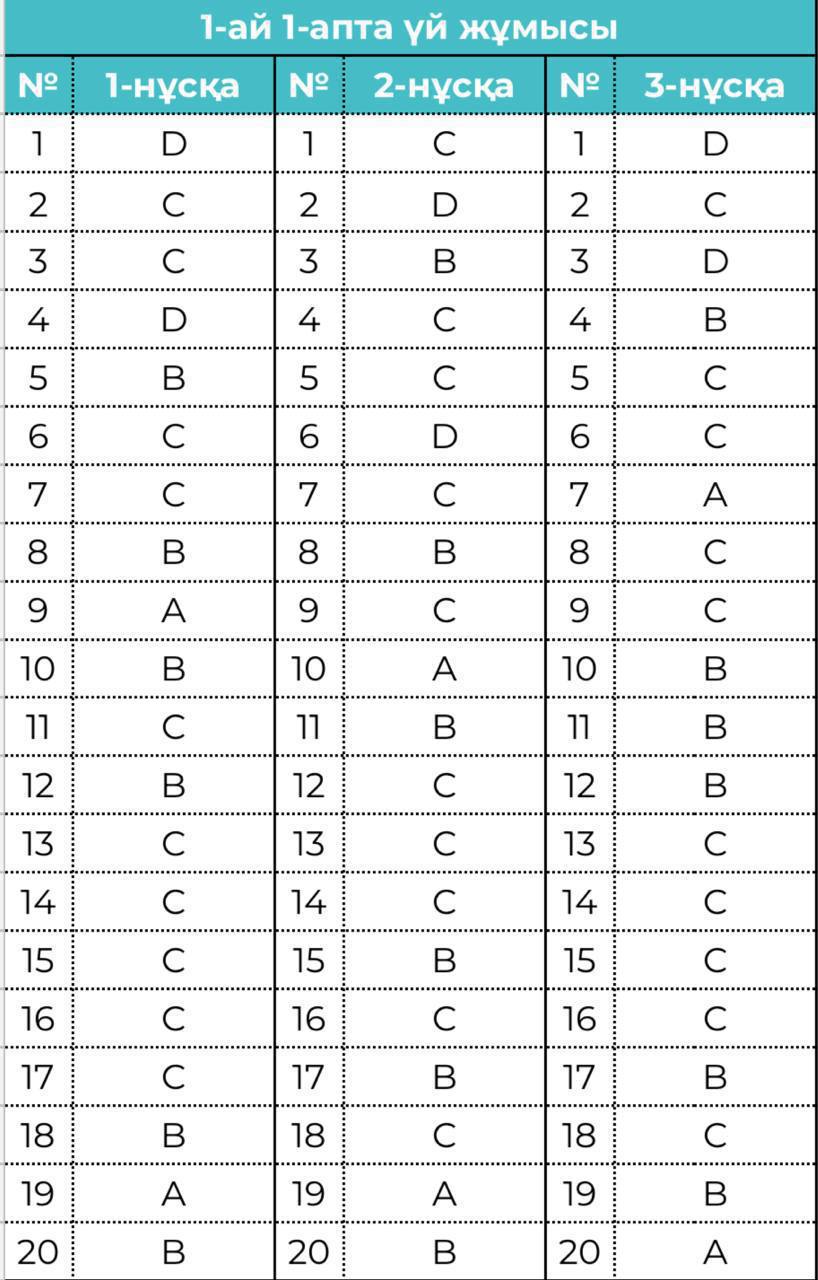 1-ай 1-апта үй жұмысы
№ 1-нұсқа № 2-нұсқа № 3-нұсқа
1 D 1 C 1 D
2 C 2 D 2 C
3 C 3 B 3 D
4 D 4 C 4 B
5 B 5 C 5 C
6 C 6 D 6 C
7 C 7 C 7 A
8 B 8 B 8 C
9 A 9 C 9 C
10 B 10 A 10 B
11 C 11 B 11 B
12 B 12 C 12 B
13 C 13 C 13 C
14 C 14 C 14 C
15 C 15 B 15 C
16 C 16 C 16 C
17 C 17 B 17 B
18 B 18 C 18 C
19 A 19 A 19 B
20 B 20 B 20 A